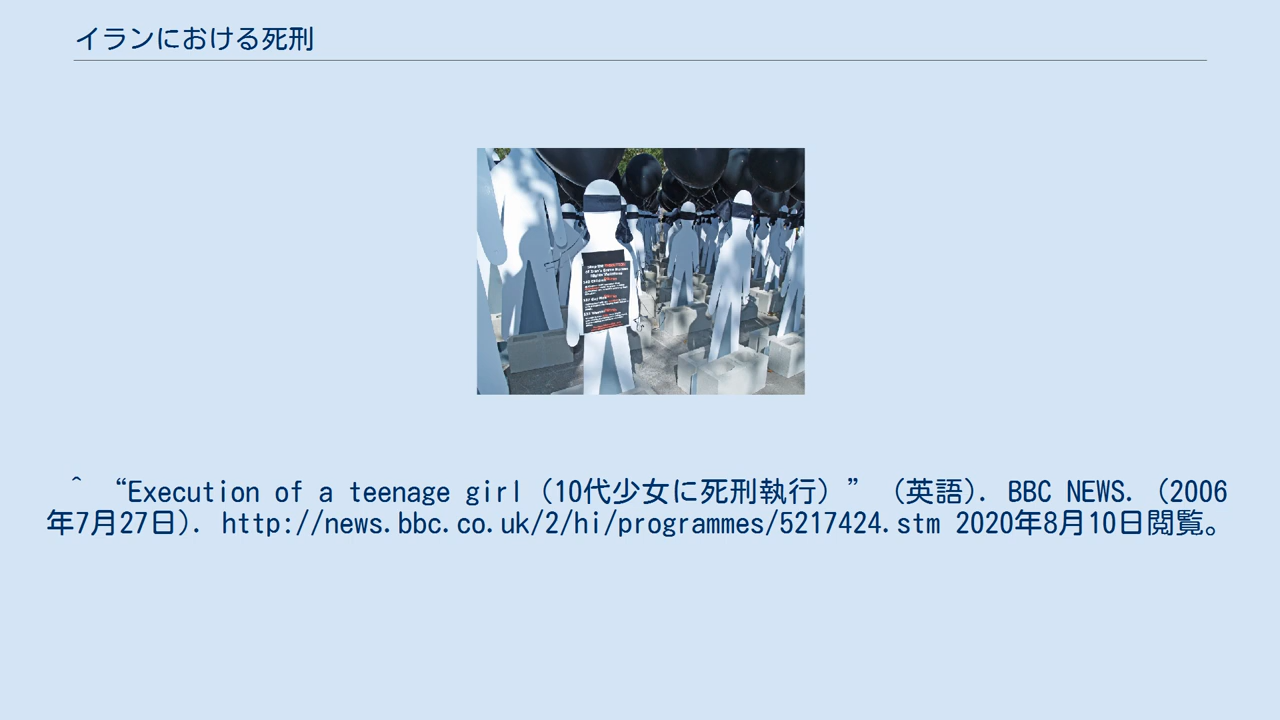 イランにおける死刑
^ “Execution of a teenage girl (10代少女に死刑執行)” (英語). BBC NEWS. (2006
年7月27日). http://news.bbc.co.uk/2/hi/programmes/5217424.stm 2020年8月10日閲覧。